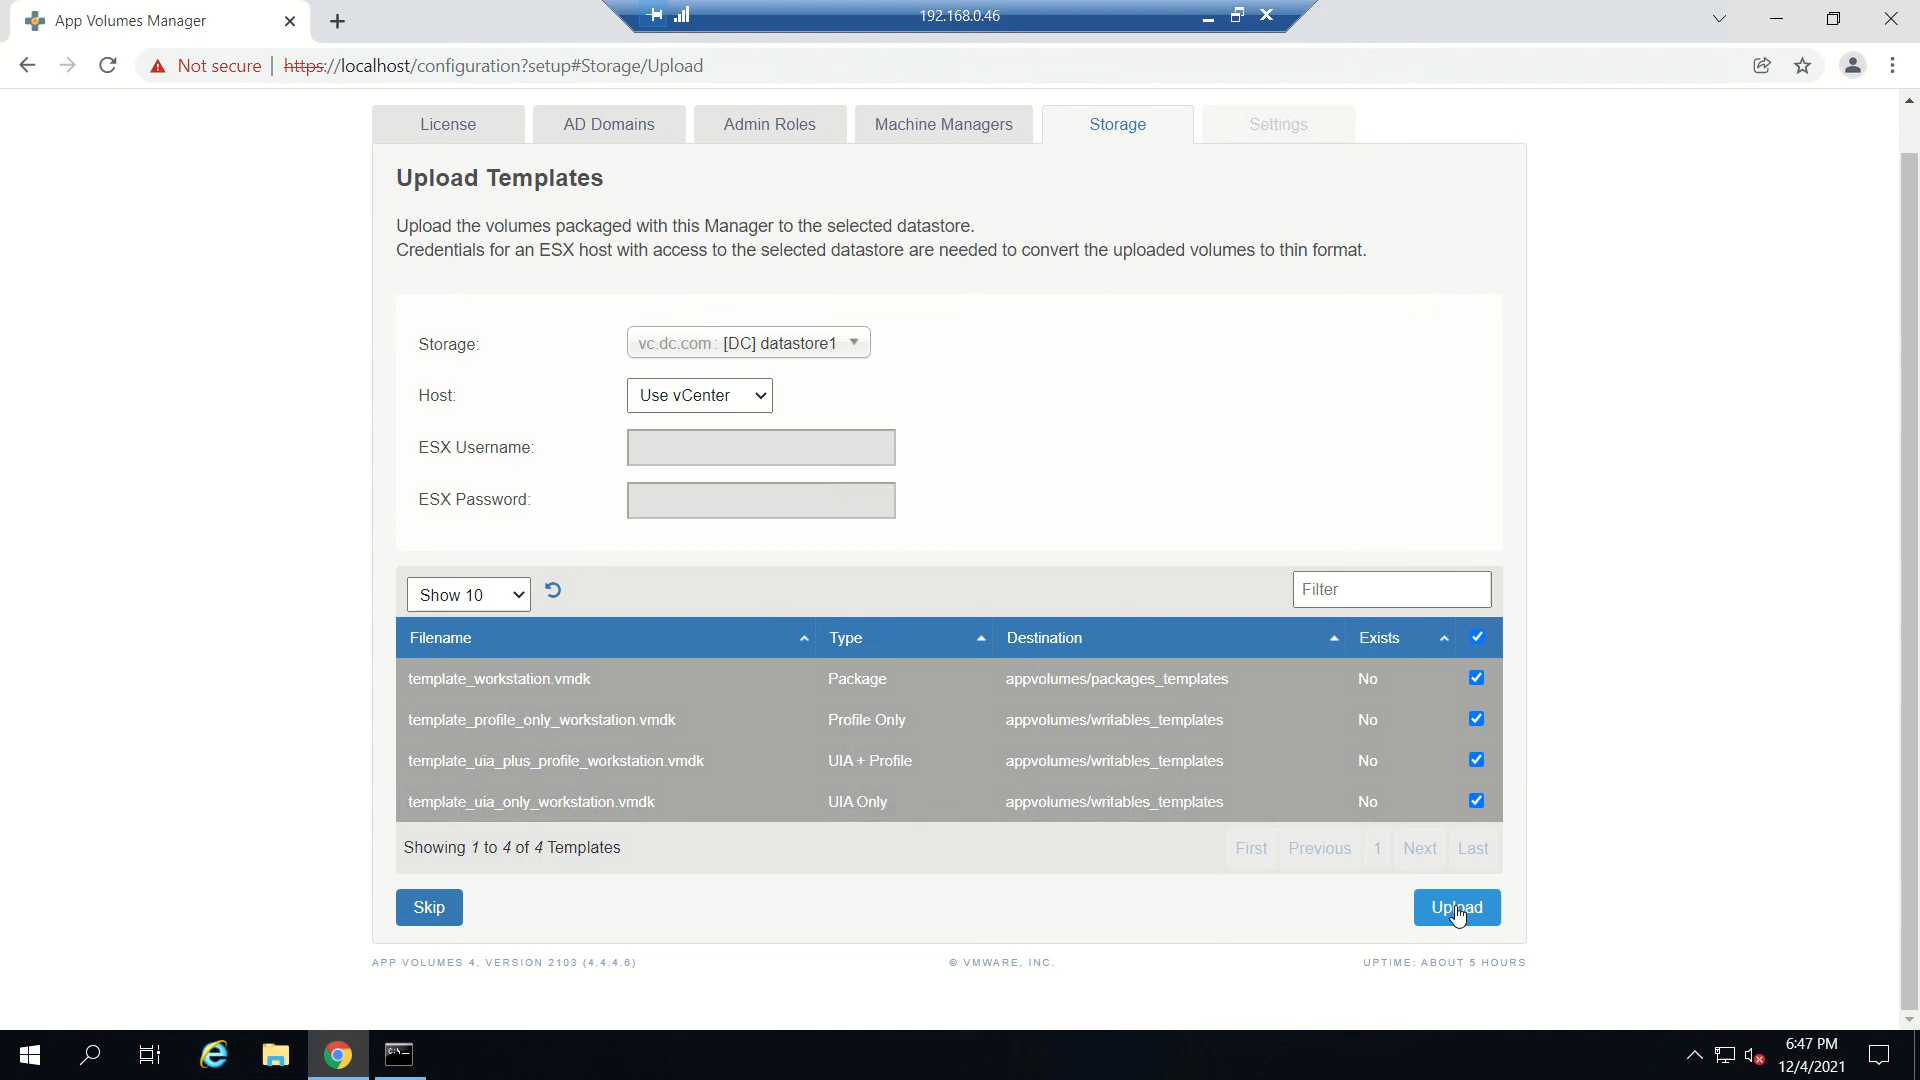 App Volumes Manager
192.168.0.46
Not secure
https://localhost/configuration?setup#Storage/Upload
License
AD Domains
Admin Roles
Machine Managers
Storage
Settings
Upload Templates
Upload the volumes packaged with this Manager to the selected datastore.
Credentials for an ESX host with access to the selected datastore are needed to convert the uploaded volumes to thin format.
Storage: vc.dc.com: [DC] datastore1
Host: Use vCenter
ESX Username:
ESX Password:
Show 10
Filter
Filename Type Destination Exists
template_workstation.vmdk Package appvolumes/packages_templates No
template_profile_only_workstation.vmdk Profile Only appvolumes/writables_templates No
template_uia_plus_profile_workstation.vmdk UIA + Profile appvolumes/writables_templates No
template_uia_only_workstation.vmdk UIA Only appvolumes/writables_templates No
Showing 1 to 4 of 4 Templates
First Previous 1 Next Last
Skip
Upload
APP VOLUMES 4, VERSION 2103 (4.4.4.6)
© VMWARE, INC.
UPTIME: ABOUT 5 HOURS
C:\_
6:47 PM
12/4/2021